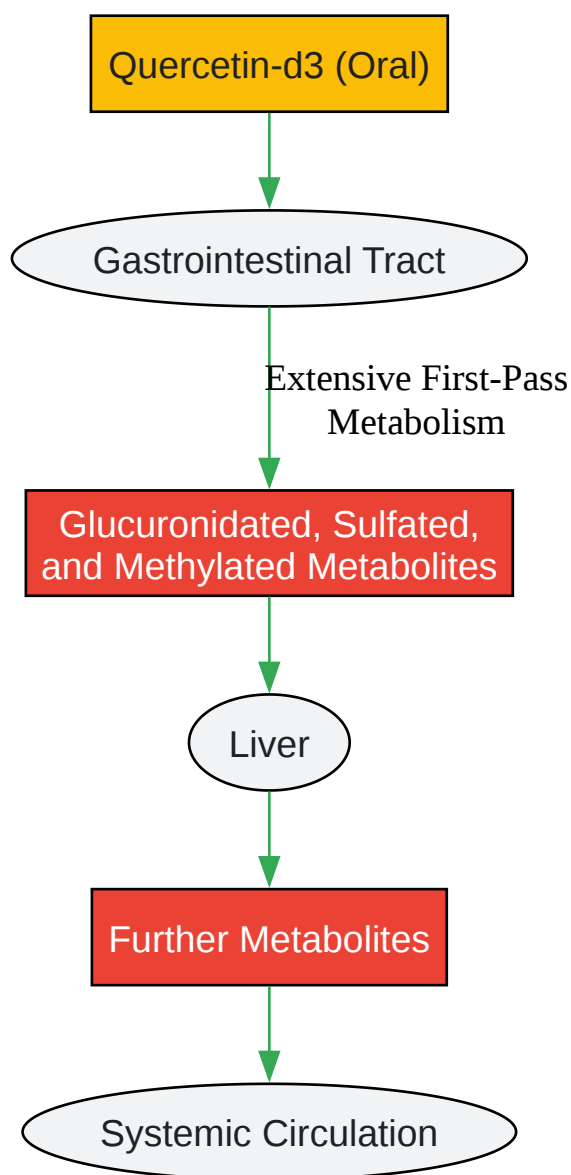 Quercetin-d3 (Oral)
Gastrointestinal Tract
Extensive First-Pass
Metabolism
Glucuronidated, Sulfated,
and Methylated Metabolites
Liver
Further Metabolites
Systemic Circulation